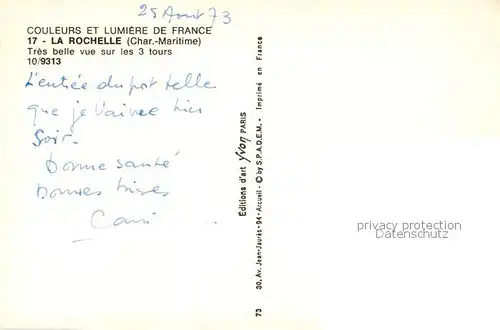 25 Aout 73
COULEURS ET LUMIÈRE DE FRANCE
17 - LA ROCHELLE (Char.-Maritime)
Très belle vue sur les 3 tours
10/9313
L'entrée du port telle
que je l'ai vue hier
soir.
Bonne santé
Bonnes bises
Editions d'art yvon PARIS
30, Av. Jean-Jaurès - 94 - Arcueil - © by S.P.A.D.E.M. - Imprimé en France
73
privacy protection
Datenschutz